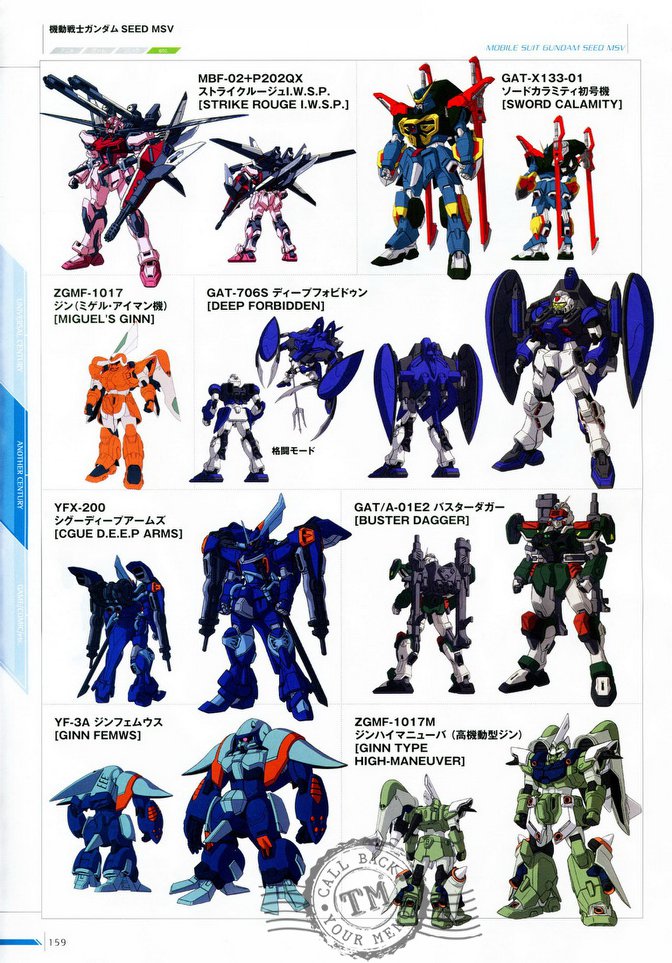 機動戦士ガンダム SEED MSV
MOBILE SUIT GUNDAM SEED MSV
MBF-02+P202QX
ストライクルージュI.W.S.P.
[STRIKE ROUGE I.W.S.P.]
GAT-X133-01
ソードカラミティ初号機
[SWORD CALAMITY]
ZGMF-1017
ジン(ミゲル・アイマン機)
[MIGUEL'S GINN]
GAT-706S ディープフォビドゥン
[DEEP FORBIDDEN]
格闘モード
YFX-200
シグーディープアームズ
[CGUE D.E.E.P ARMS]
GAT/A-01E2 バスターダガー
[BUSTER DAGGER]
YF-3A ジンフェムウス
[GINN FEMWS]
ZGMF-1017M
ジンハイマニューバ(高機動型ジン)
[GINN TYPE
HIGH-MANEUVER]
UNIVERSAL CENTURY
ANOTHER CENTURY
CALL BACK
TM
YOUR
159